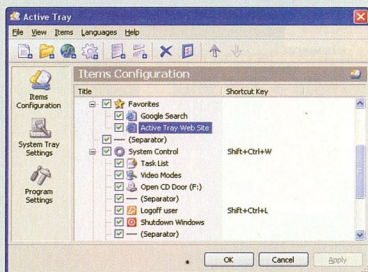 Active Tray
File View Items Languages Help
Items Configuration
Items Configuration
Title Shortcut Key
Favorites
Google Search
Active Tray Web Site
(Separator)
System Control Shift+Ctrl+W
Task List
Video Modes
Open CD Door (F:)
(Separator)
Logoff user Shift+Ctrl+L
Shutdown Windows
(Separator)
System Tray Settings
Program Settings
OK Cancel Apply